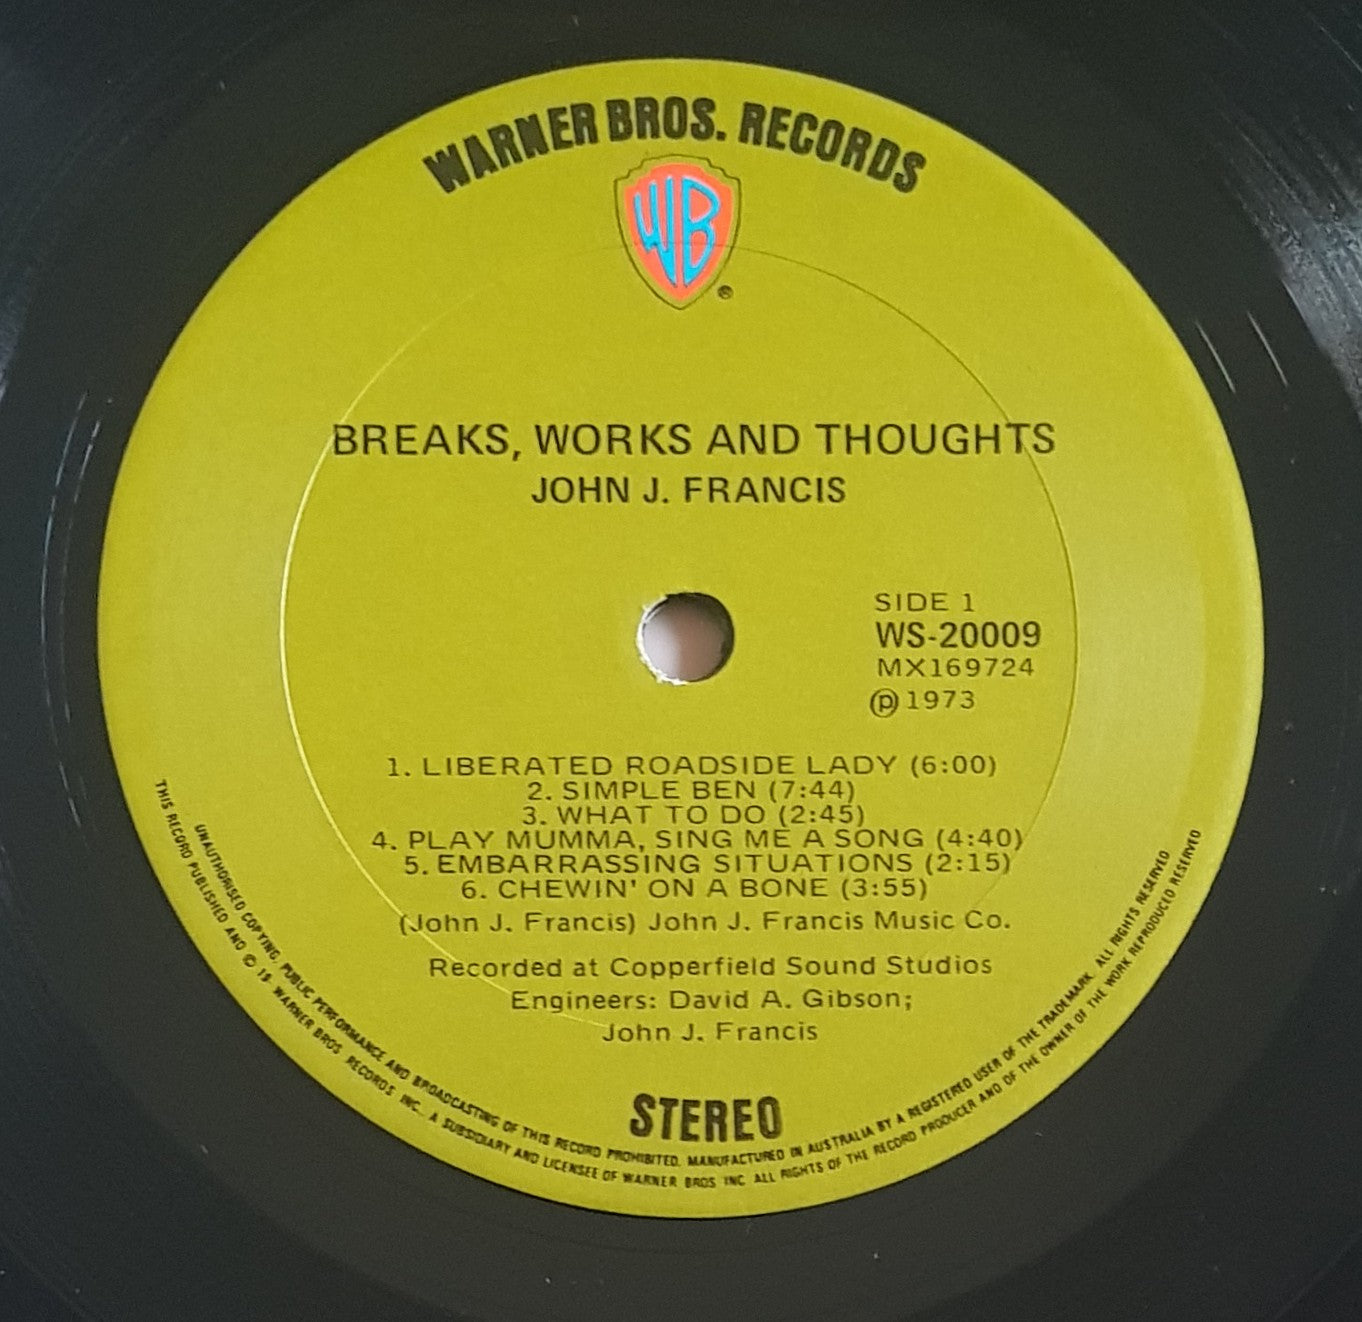 WARNER BROS. RECORDS
WB
®
BREAKS, WORKS AND THOUGHTS
JOHN J. FRANCIS
SIDE 1
WS-20009
MX169724
℗ 1973
1. LIBERATED ROADSIDE LADY (6:00)
2. SIMPLE BEN (7:44)
3. WHAT TO DO (2:45)
4. PLAY MUMMA, SING ME A SONG (4:40)
5. EMBARRASSING SITUATIONS (2:15)
6. CHEWIN' ON A BONE (3:55)
(John J. Francis) John J. Francis Music Co.
Recorded at Copperfield Sound Studios
Engineers: David A. Gibson;
John J. Francis
STEREO
UNAUTHORISED COPYING, PUBLIC PERFORMANCE AND BROADCASTING OF THIS RECORD PROHIBITED. MANUFACTURED IN AUSTRALIA BY A REGISTERED USER OF THE TRADEMARK. ALL RIGHTS RESERVED
THIS RECORD PUBLISHED AND © 19 WARNER BROS RECORDS INC., A SUBSIDIARY AND LICENSEE OF WARNER BROS INC ALL RIGHTS OF THE RECORD PRODUCER AND OF THE OWNER OF THE WORK REPRODUCED RESERVED